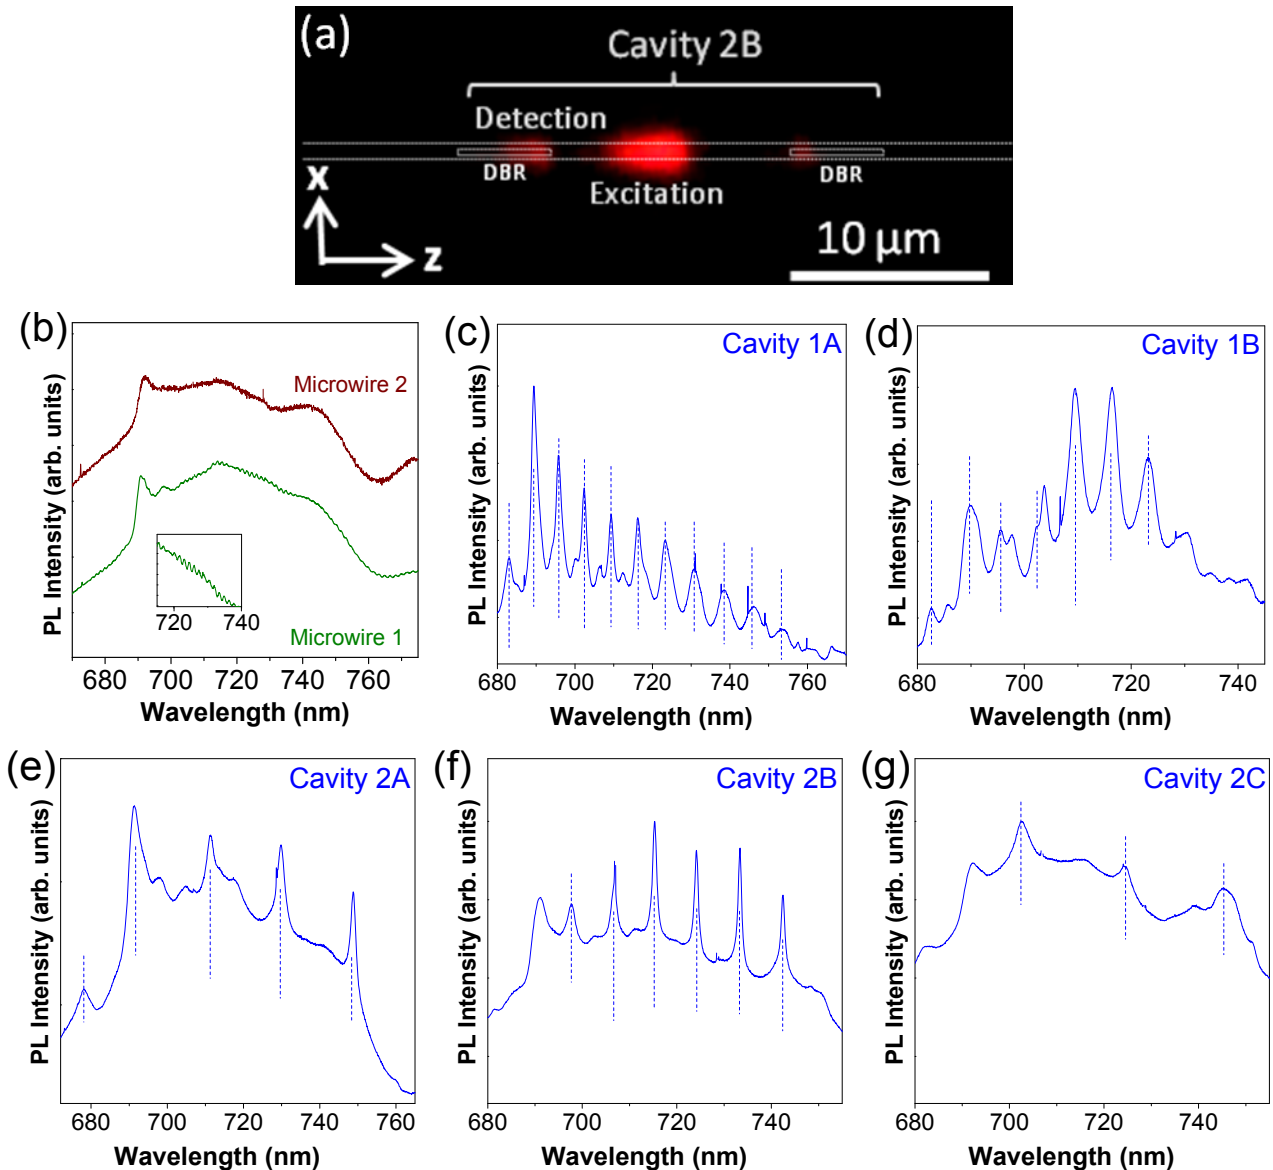 (a)
Cavity 2B
Detection
DBR
DBR
Excitation
x
z
10 μm
(b)
PL Intensity (arb. units)
Microwire 2
Microwire 1
720 740
680 700 720 740 760
Wavelength (nm)
(c)
PL Intensity (arb. units)
Cavity 1A
680 700 720 740 760
Wavelength (nm)
(d)
PL Intensity (arb. units)
Cavity 1B
680 700 720 740
Wavelength (nm)
(e)
PL Intensity (arb. units)
Cavity 2A
680 700 720 740 760
Wavelength (nm)
(f)
PL Intensity (arb. units)
Cavity 2B
680 700 720 740
Wavelength (nm)
(g)
PL Intensity (arb. units)
Cavity 2C
680 700 720 740
Wavelength (nm)